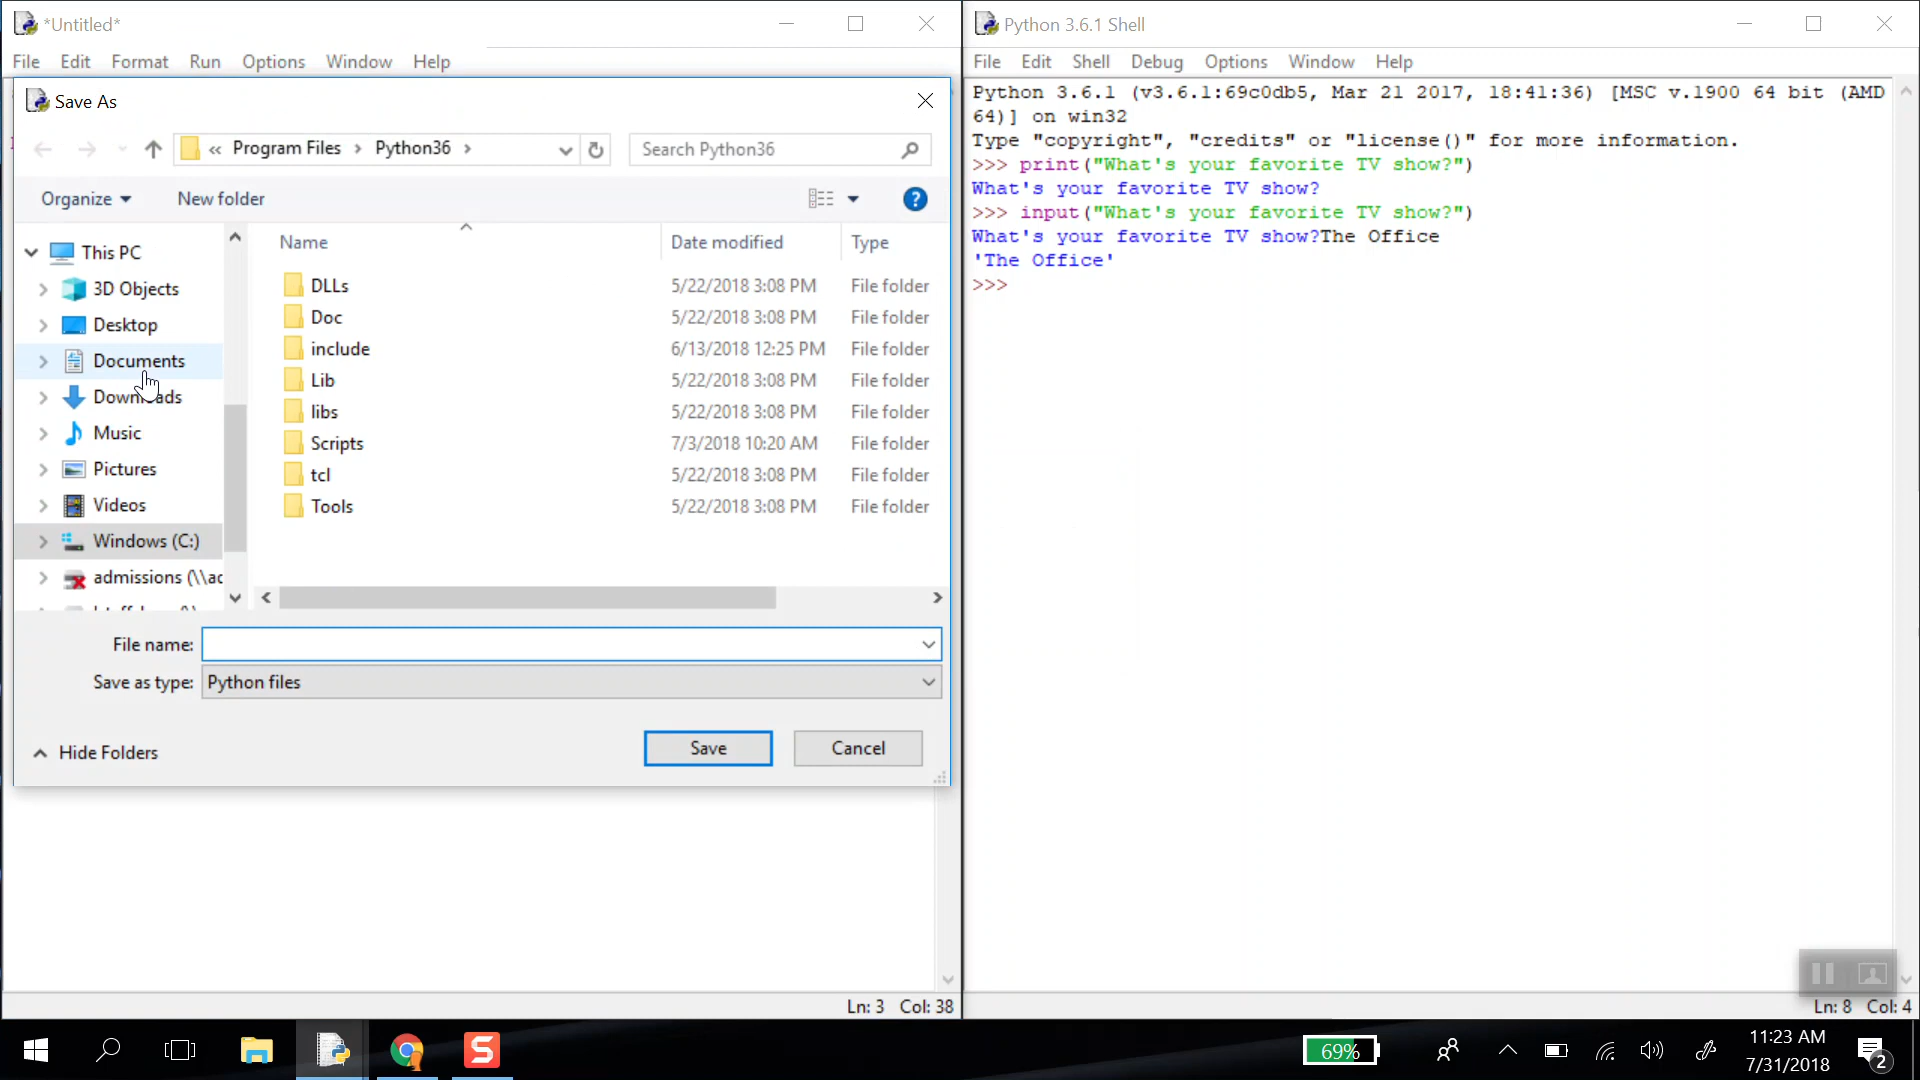 *Untitled*
File Edit Format Run Options Window Help
Save As
« Program Files > Python36 >
Search Python36
Organize
New folder
Name Date modified Type
This PC
3D Objects
Desktop
Documents
Downloads
Music
Pictures
Videos
Windows (C:)
admissions (\\ac
DLLs 5/22/2018 3:08 PM File folder
Doc 5/22/2018 3:08 PM File folder
include 6/13/2018 12:25 PM File folder
Lib 5/22/2018 3:08 PM File folder
libs 5/22/2018 3:08 PM File folder
Scripts 7/3/2018 10:20 AM File folder
tcl 5/22/2018 3:08 PM File folder
Tools 5/22/2018 3:08 PM File folder
File name:
Save as type: Python files
Hide Folders
Save
Cancel
Ln: 3 Col: 38
Python 3.6.1 Shell
File Edit Shell Debug Options Window Help
Python 3.6.1 (v3.6.1:69c0db5, Mar 21 2017, 18:41:36) [MSC v.1900 64 bit (AMD
64)] on win32
Type "copyright", "credits" or "license()" for more information.
>>> print("What's your favorite TV show?")
What's your favorite TV show?
>>> input("What's your favorite TV show?")
What's your favorite TV show?The Office
'The Office'
>>>
Ln: 8 Col: 4
69%
11:23 AM
7/31/2018
2